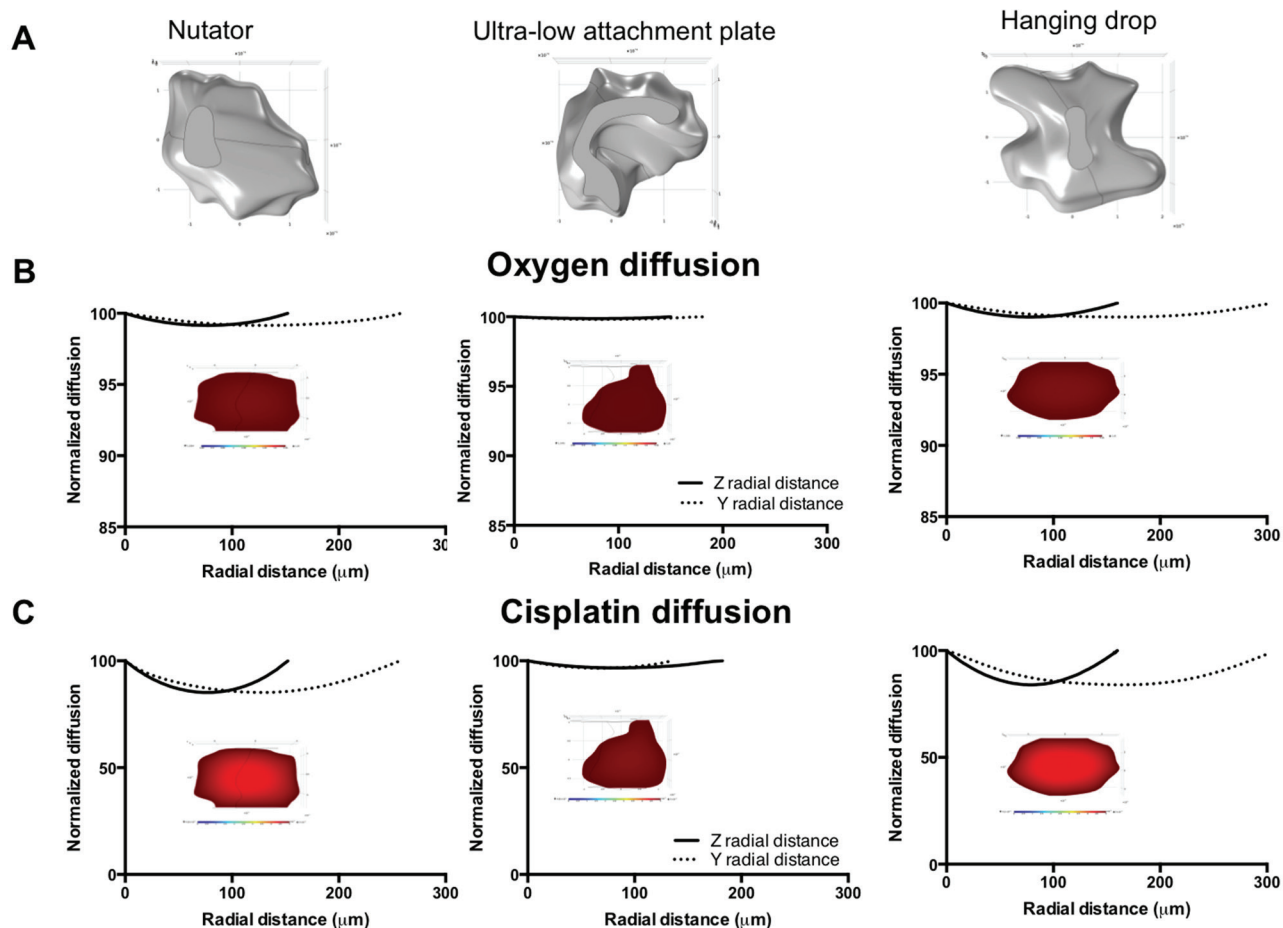 A
Nutator
Ultra-low attachment plate
Hanging drop
B
Oxygen diffusion
Normalized diffusion
100
95
90
85
0
100
200
300
Radial distance (μm)
Normalized diffusion
100
95
90
85
Z radial distance
Y radial distance
0
100
200
300
Radial distance (μm)
Normalized diffusion
100
95
90
85
0
100
200
300
Radial distance (μm)
C
Cisplatin diffusion
Normalized diffusion
100
50
0
0
100
200
300
Radial distance (μm)
Normalized diffusion
100
50
0
Z radial distance
Y radial distance
0
100
200
300
Radial distance (μm)
Normalized diffusion
100
50
0
0
100
200
300
Radial distance (μm)